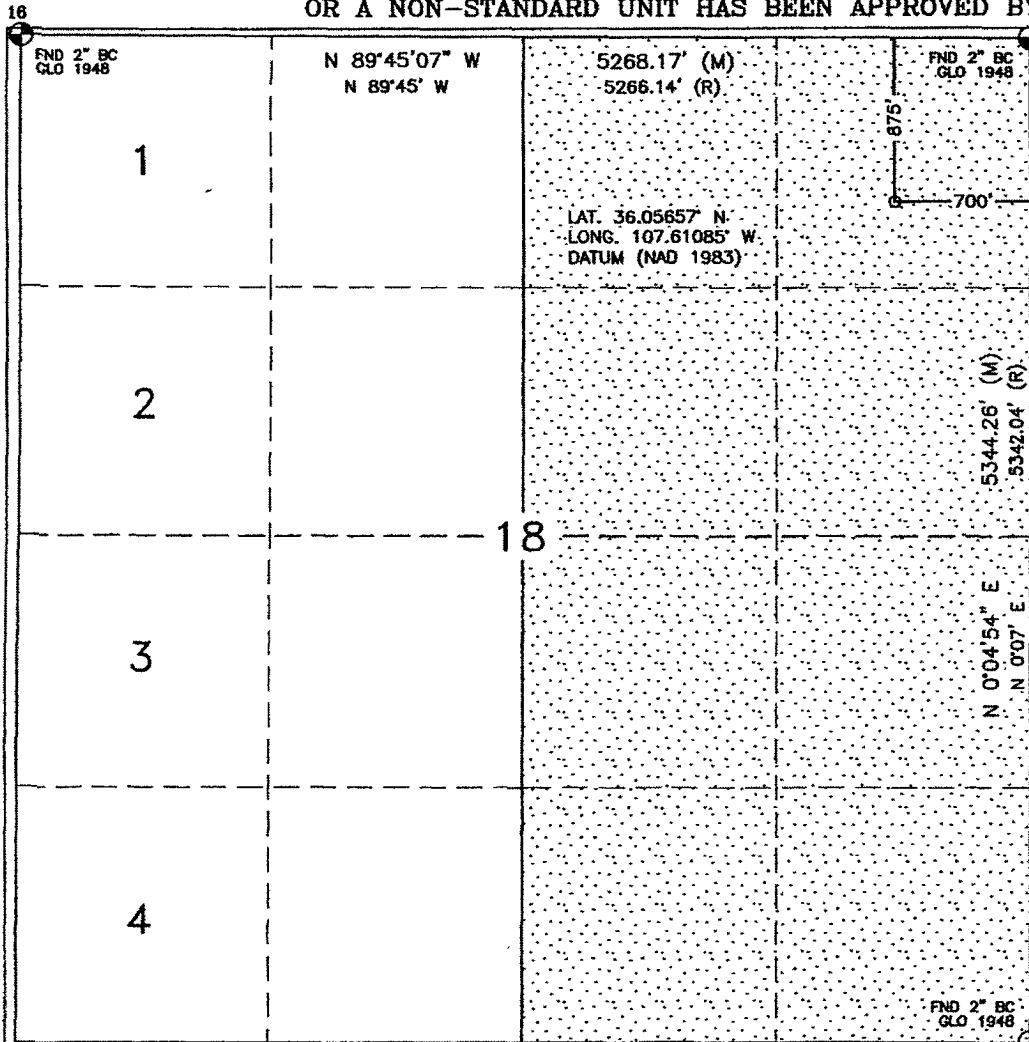 OR A NON-STANDARD UNIT HAS BEEN APPROVED BY
16
FND 2" BC
GLO 1948
N 89°45'07" W
N 89°45' W
5268.17' (M)
5266.14' (R)
FND 2" BC
GLO 1948
875'
700'
1
LAT. 36.05657° N
LONG. 107.61085° W
DATUM (NAD 1983)
2
5344.26' (M)
5342.04' (R)
18
N 0°04'54" E
N 0°07' E
3
4
FND 2" BC
GLO 1948